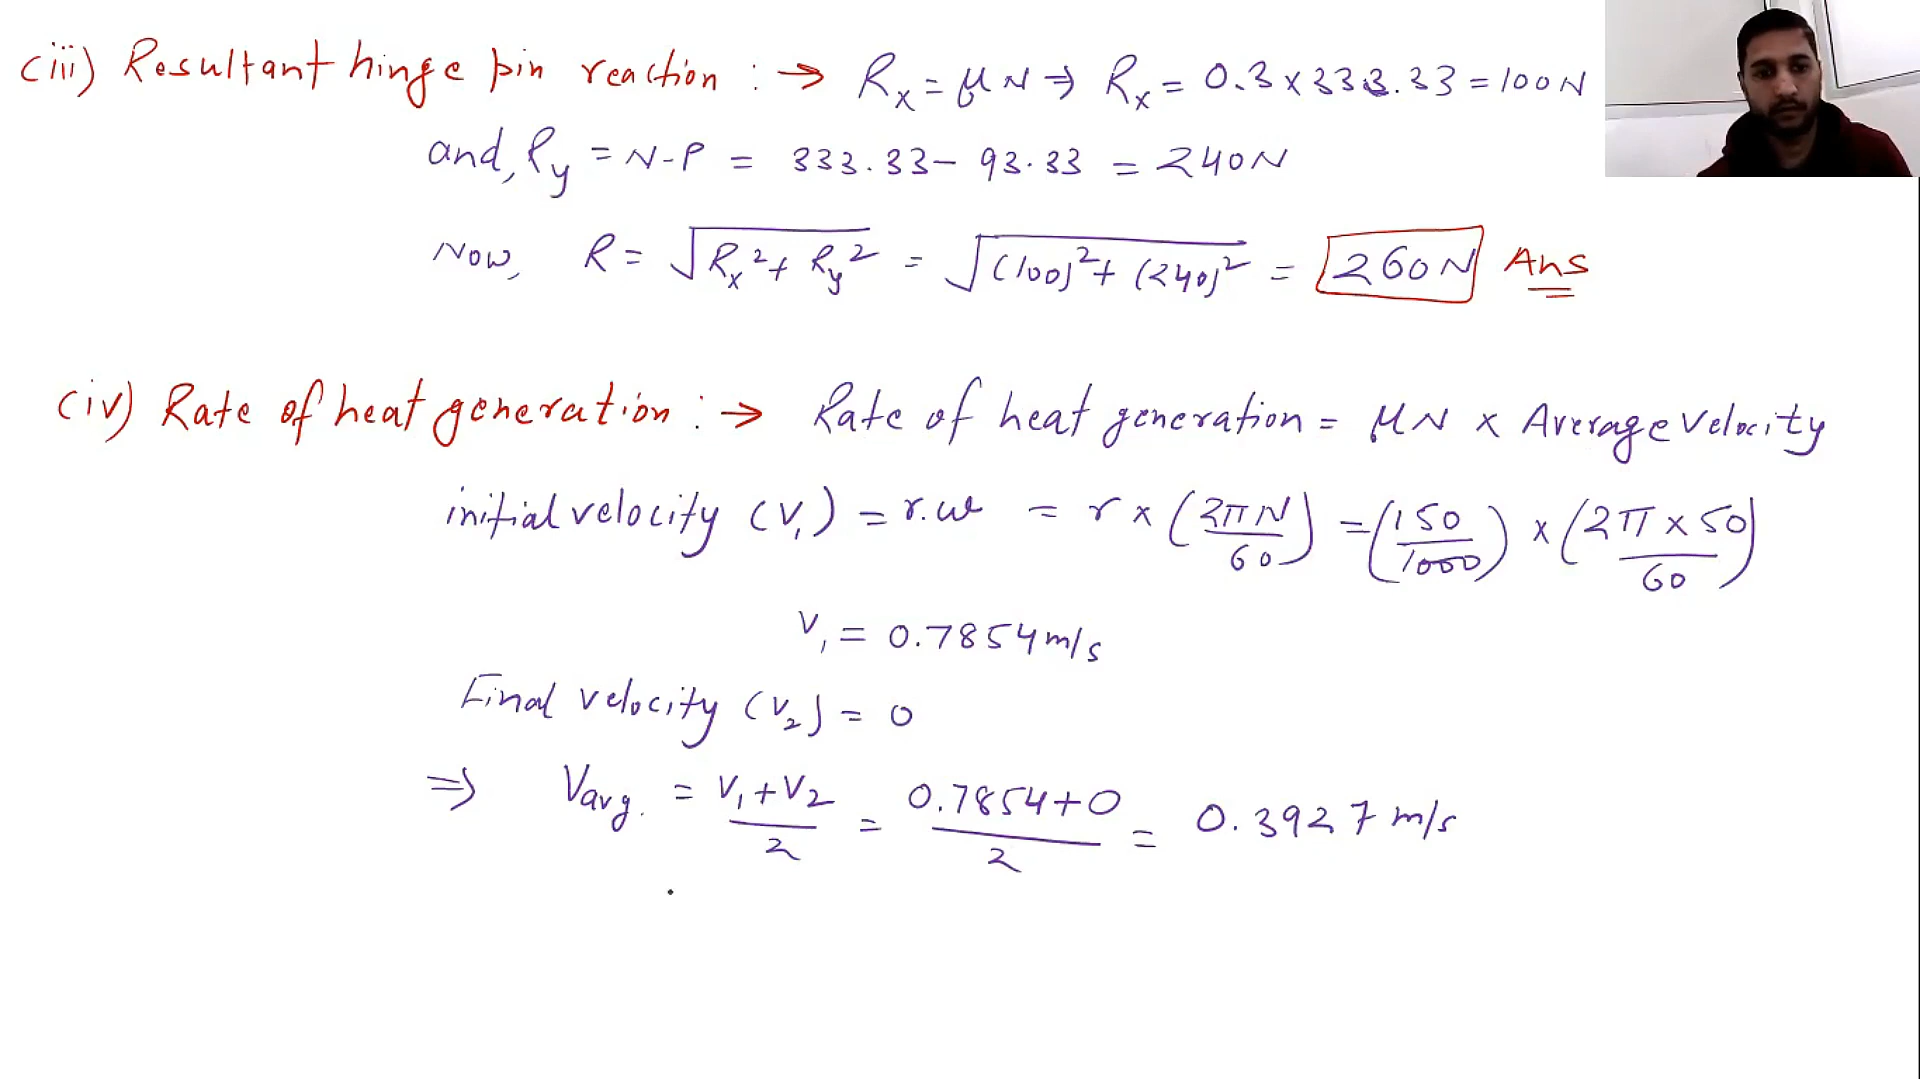 (iii) Resultant hinge pin reaction :→ Rₓ = μN ⇒ Rₓ = 0.3 × 333.33 = 100N
and, Ry = N-P = 333.33 - 93.33 = 240N
Now, R = √(Rₓ² + Ry²) = √((100)² + (240)²) = 260N Ans
(iv) Rate of heat generation :→ Rate of heat generation = μN × Average velocity
initial velocity (V₁) = r.ω = r × (2πN/60) = (150/1000) × (2π × 50/60)
V₁ = 0.7854 m/s
Final velocity (V₂) = 0
⇒ Vavg. = V₁+V₂/2 = 0.7854+0/2 = 0.3927 m/s